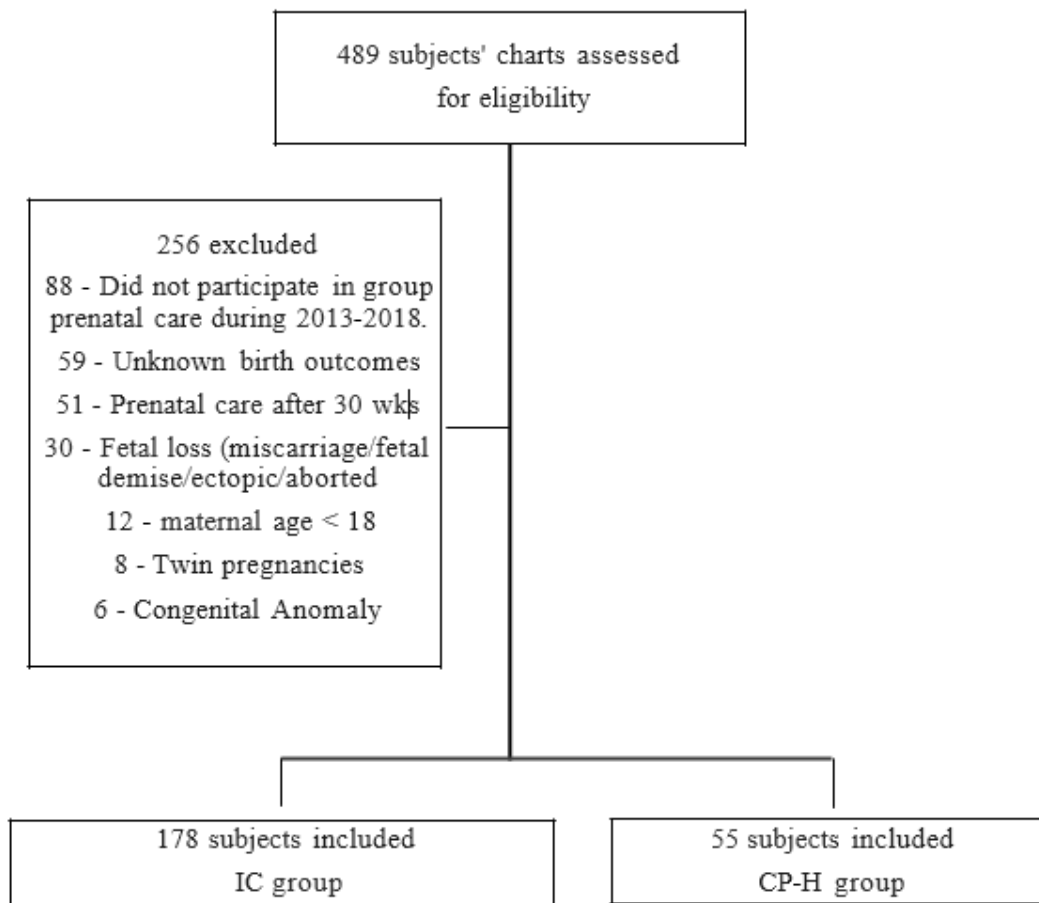 489 subjects' charts assessed
for eligibility
256 excluded
88 - Did not participate in group
prenatal care during 2013-2018.
59 - Unknown birth outcomes
51 - Prenatal care after 30 wks
30 - Fetal loss (miscarriage/fetal
demise/ectopic/aborted
12 - maternal age < 18
8 - Twin pregnancies
6 - Congenital Anomaly
178 subjects included
IC group
55 subjects included
CP-H group